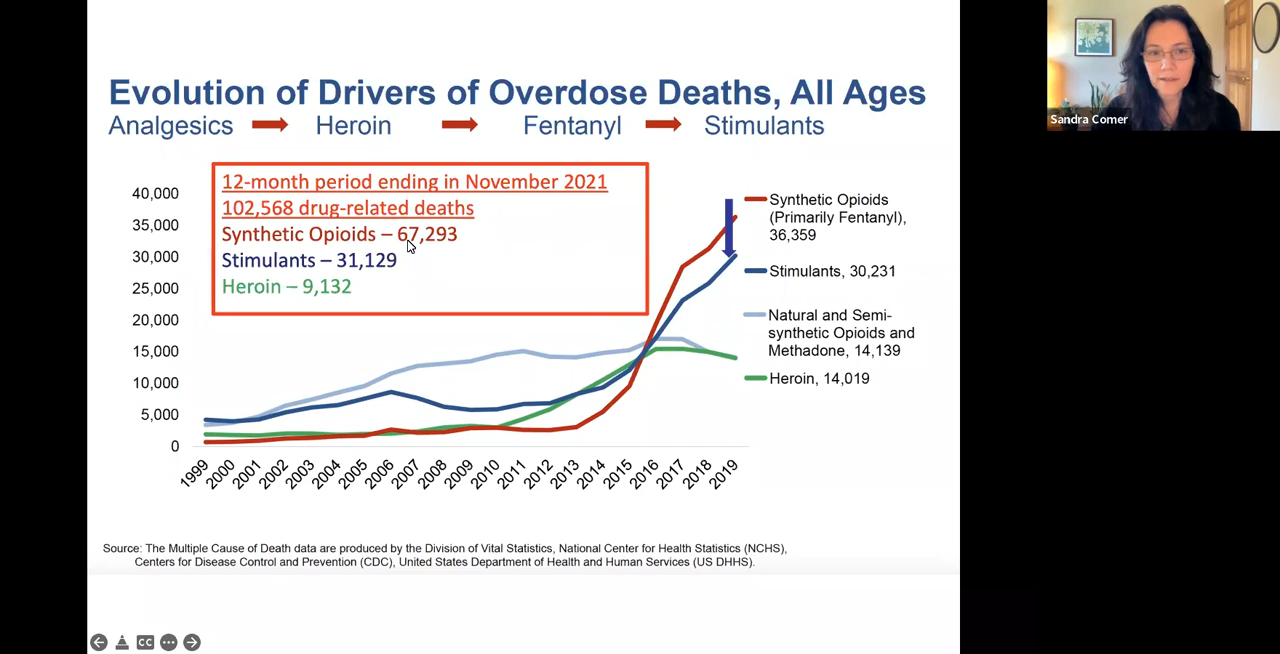 Evolution of Drivers of Overdose Deaths, All Ages
Analgesics Heroin Fentanyl Stimulants
12-month period ending in November 2021
102,568 drug-related deaths
Synthetic Opioids – 67,293
Stimulants – 31,129
Heroin – 9,132
40,000
35,000
30,000
25,000
20,000
15,000
10,000
5,000
0
1999
2000
2001
2002
2003
2004
2005
2006
2007
2008
2009
2010
2011
2012
2013
2014
2015
2016
2017
2018
2019
Synthetic Opioids
(Primarily Fentanyl),
36,359
Stimulants, 30,231
Natural and Semi-
synthetic Opioids and
Methadone, 14,139
Heroin, 14,019
Source: The Multiple Cause of Death data are produced by the Division of Vital Statistics, National Center for Health Statistics (NCHS),
Centers for Disease Control and Prevention (CDC), United States Department of Health and Human Services (US DHHS).
CC
Sandra Comer